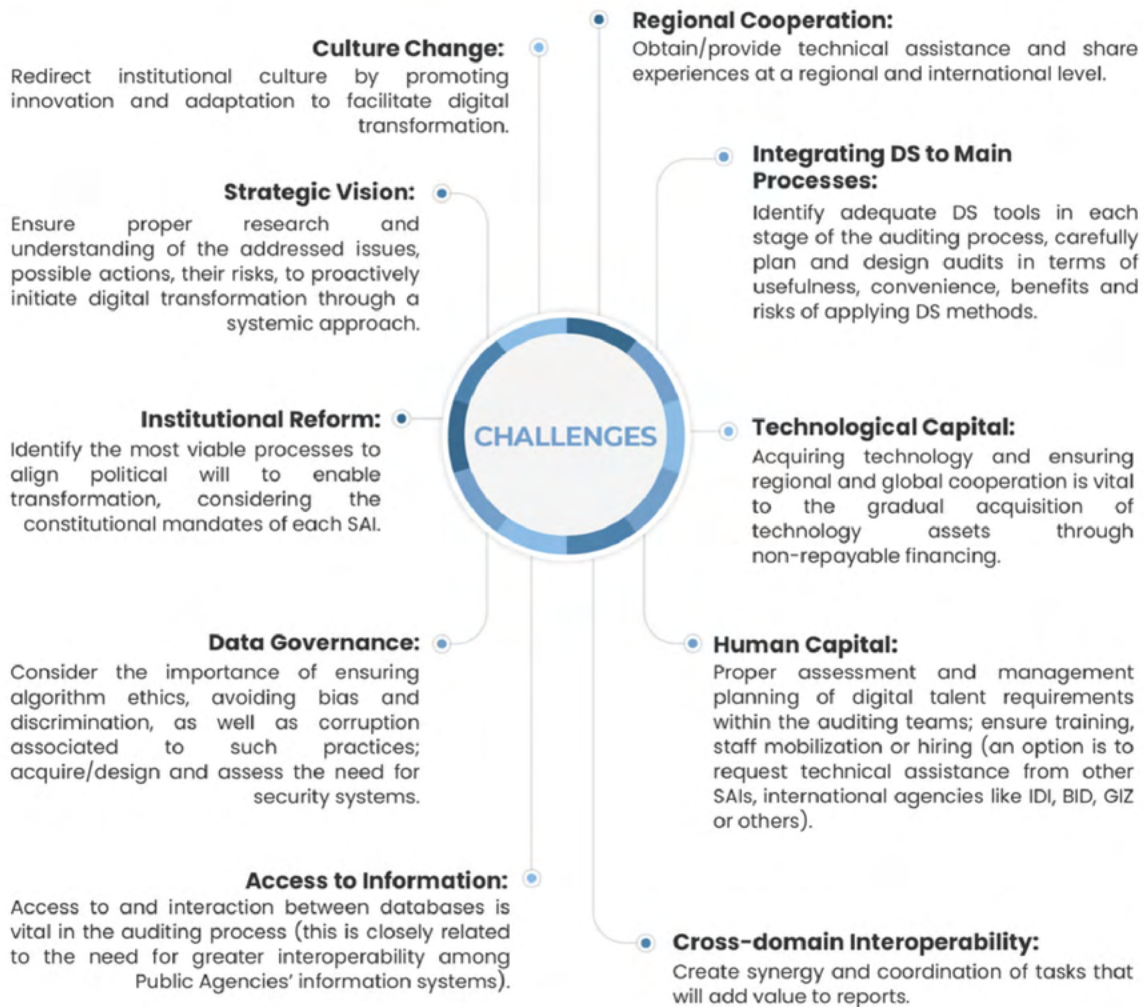 Culture Change:
Redirect institutional culture by promoting
innovation and adaptation to facilitate digital
transformation.
Strategic Vision:
Ensure proper research and
understanding of the addressed issues,
possible actions, their risks, to proactively
initiate digital transformation through a
systemic approach.
Institutional Reform:
Identify the most viable processes to
align political will to enable
transformation, considering the
constitutional mandates of each SAI.
Data Governance:
Consider the importance of ensuring
algorithm ethics, avoiding bias and
discrimination, as well as corruption
associated to such practices;
acquire/design and assess the need for
security systems.
Access to Information:
Access to and interaction between databases is
vital in the auditing process (this is closely related
to the need for greater interoperability among
Public Agencies' information systems).
CHALLENGES
Regional Cooperation:
Obtain/provide technical assistance and share
experiences at a regional and international level.
Integrating DS to Main
Processes:
Identify adequate DS tools in each
stage of the auditing process, carefully
plan and design audits in terms of
usefulness, convenience, benefits and
risks of applying DS methods.
Technological Capital:
Acquiring technology and ensuring
regional and global cooperation is vital
to the gradual acquisition of
technology assets through
non-repayable financing.
Human Capital:
Proper assessment and management
planning of digital talent requirements
within the auditing teams; ensure training,
staff mobilization or hiring (an option is to
request technical assistance from other
SAIs, international agencies like IDI, BID, GIZ
or others).
Cross-domain Interoperability:
Create synergy and coordination of tasks that
will add value to reports.